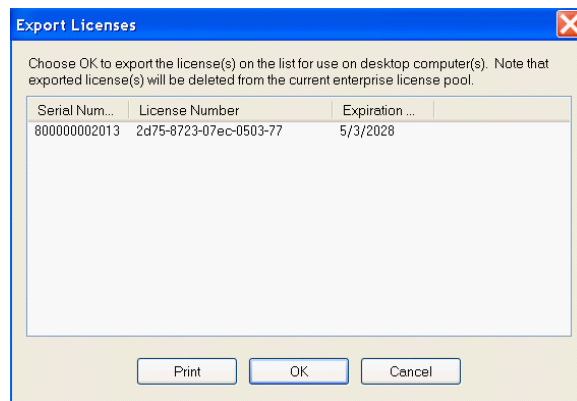 Export Licenses
Choose OK to export the license(s) on the list for use on desktop computer(s). Note that
exported license(s) will be deleted from the current enterprise license pool.
Serial Num... License Number Expiration ...
800000002013 2d75-8723-07ec-0503-77 5/3/2028
Print OK Cancel